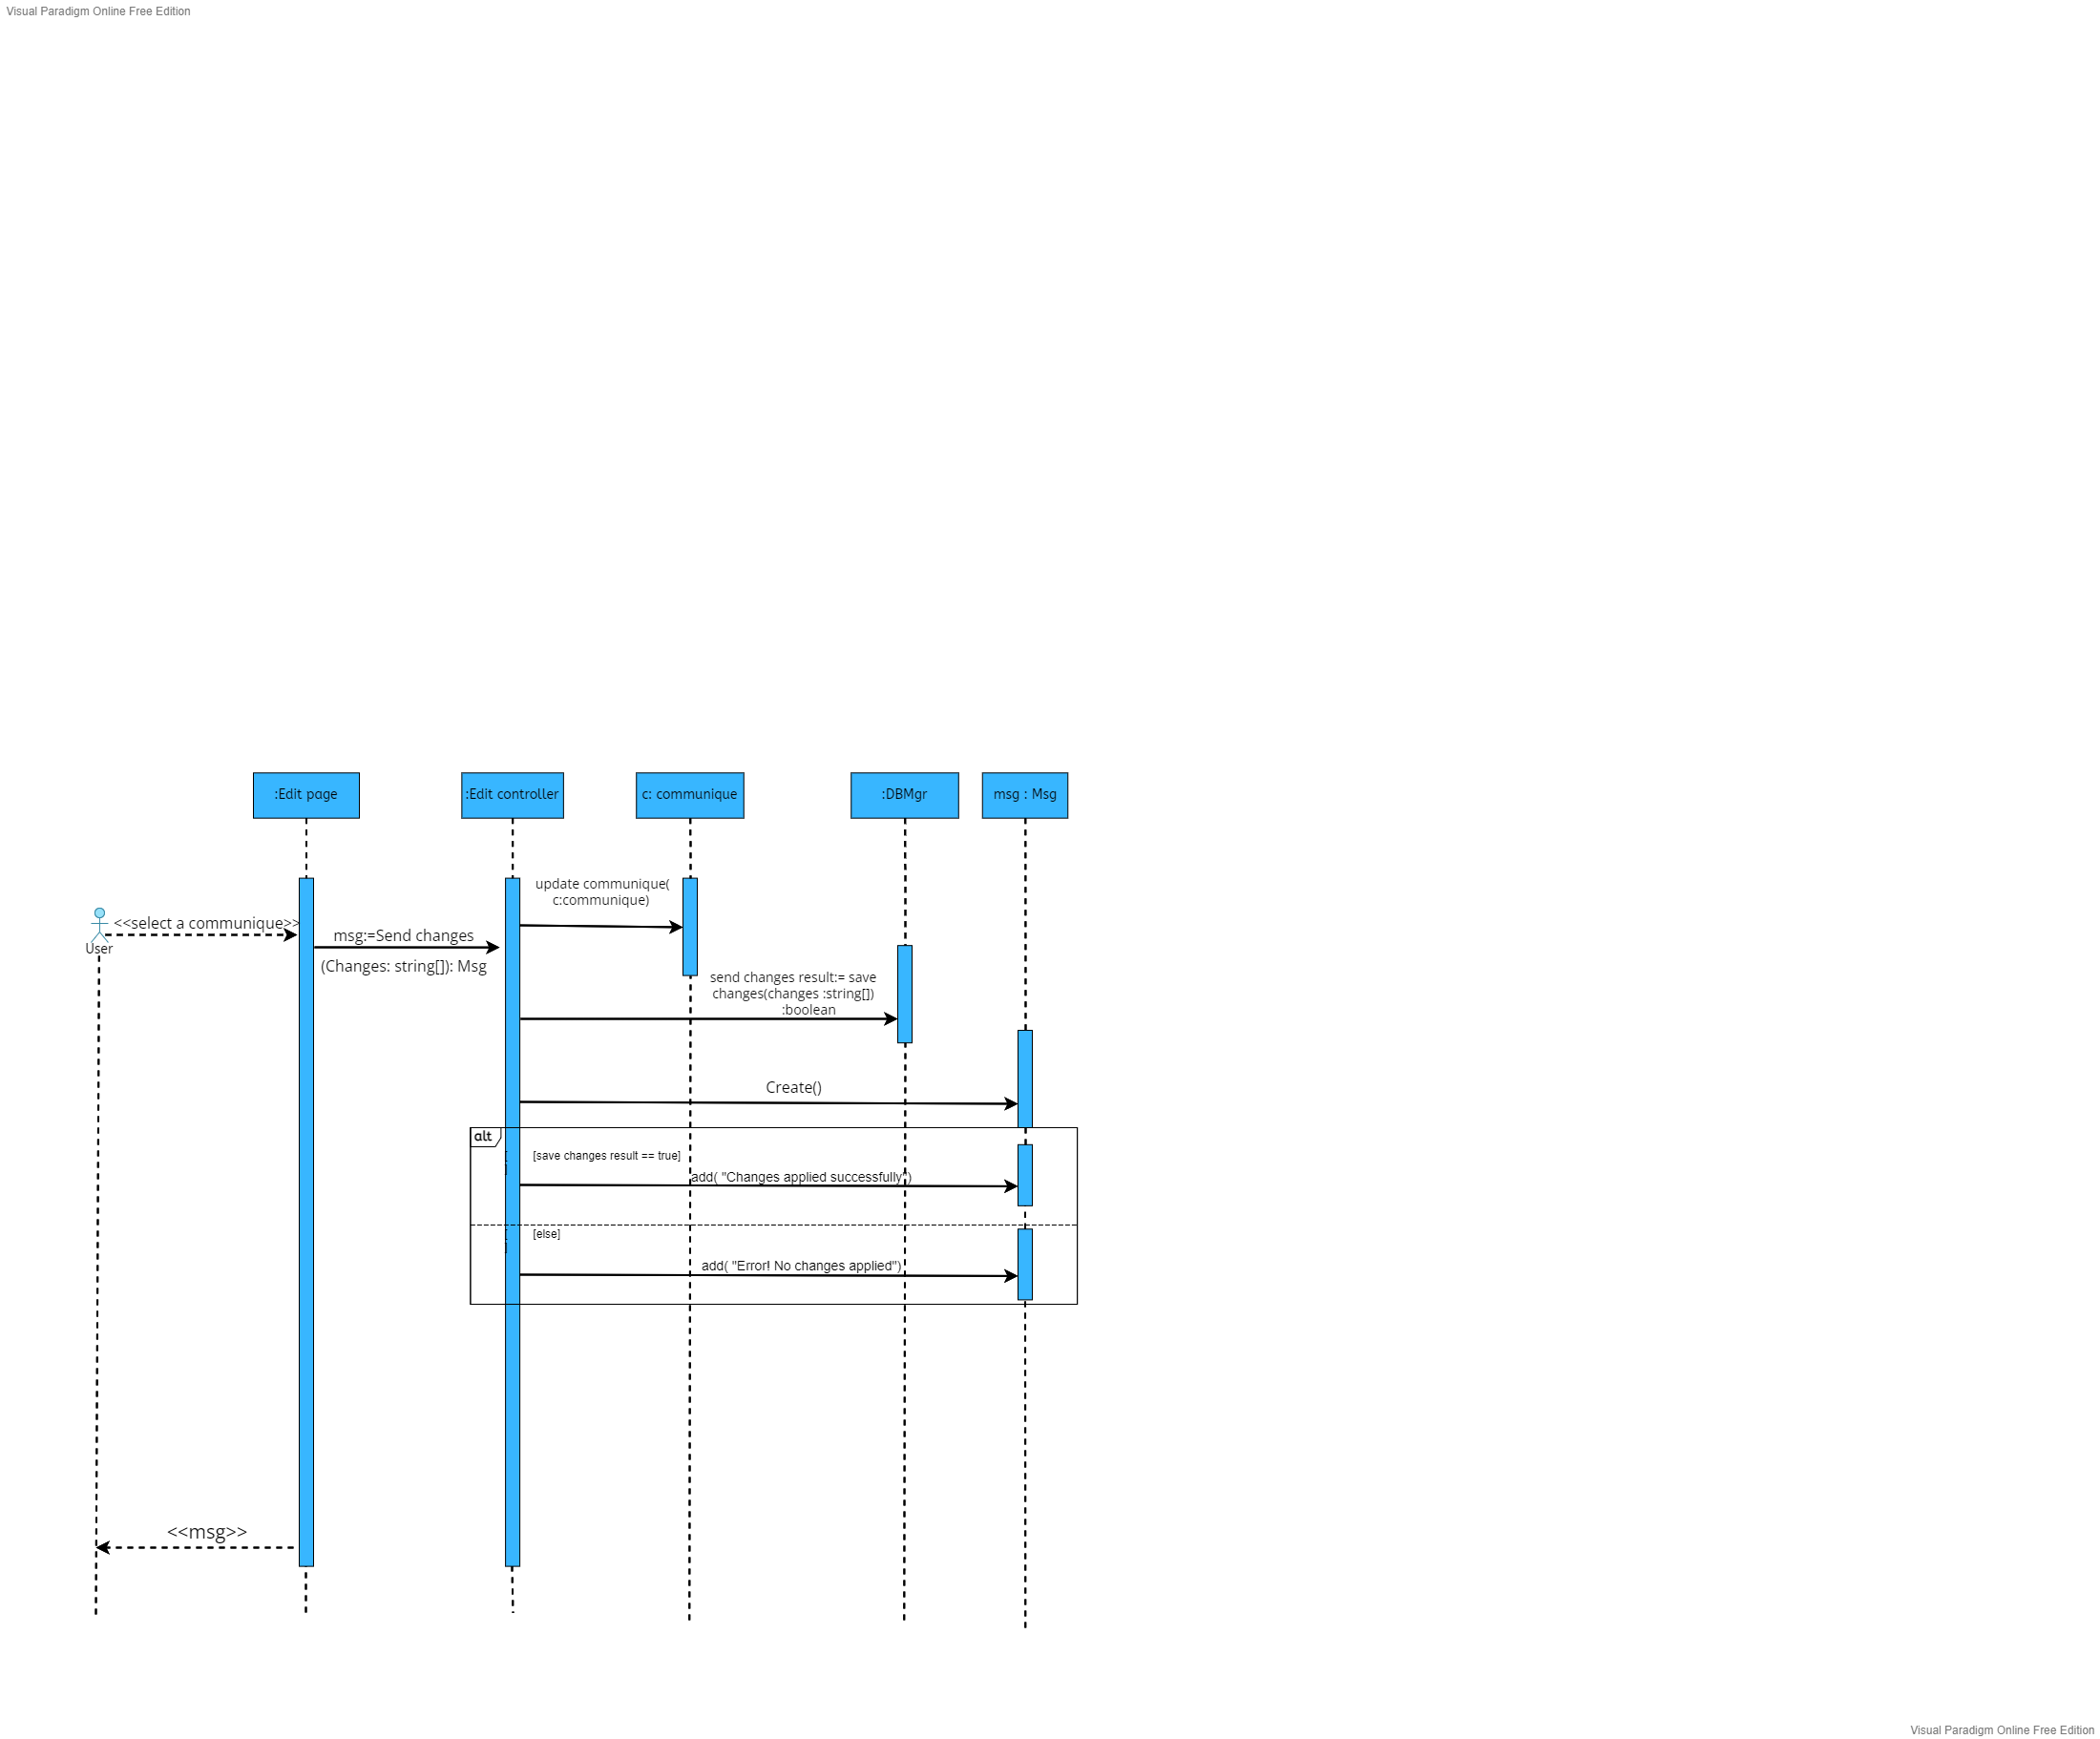 Visual Paradigm Online Free Edition
:Edit page
:Edit controller
c: communique
:DBMgr
msg : Msg
update communique(
c:communique)
<<select a communique>>
User
msg:=Send changes
(Changes: string[]): Msg
send changes result:= save
changes(changes :string[])
:boolean
Create()
alt
[save changes result == true]
add( "Changes applied successfully")
[else]
add( "Error! No changes applied")
<<msg>>
Visual Paradigm Online Free Edition